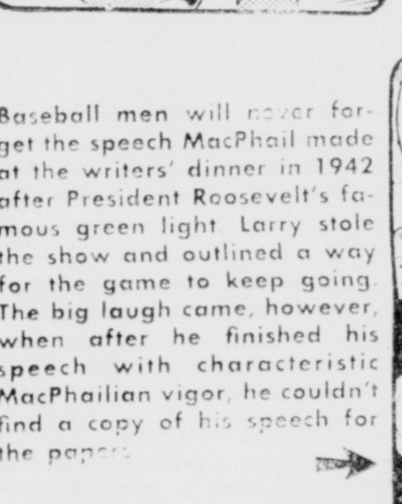 Baseball men will never for-
get the speech MacPhail made
at the writers' dinner in 1942
after President Roosevelt's fa-
mous green light. Larry stole
the show and outlined a way
for the game to keep going.
The big laugh came, however,
when after he finished his
speech with characteristic
MacPhailian vigor, he couldn't
find a copy of his speech for
the papers